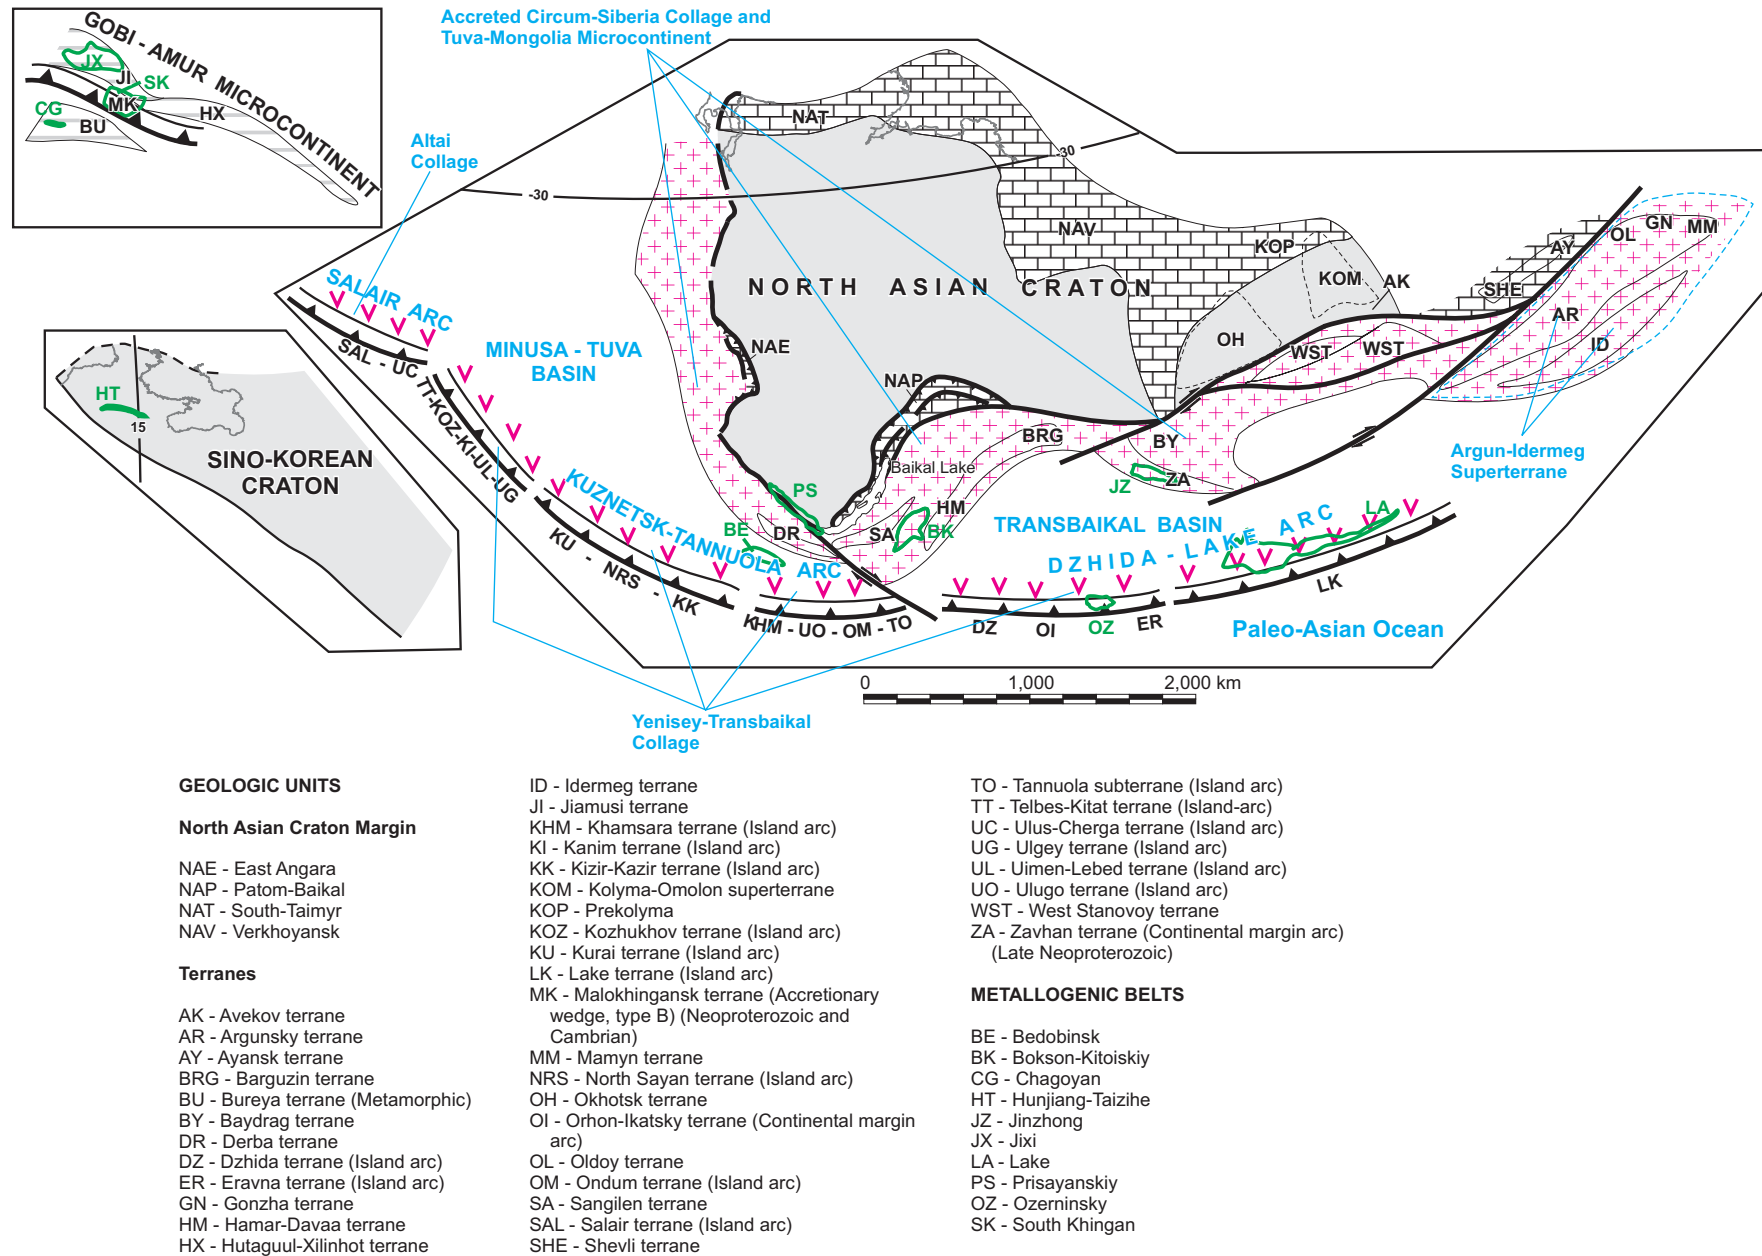 Accreted Circum-Siberia Collage and
Tuva-Mongolia Microcontinent
GOBI - AMUR MICROCONTINENT
JX
JI
SK
MK
CG
BU
HX
Altai
Collage
NAT
-30
-30
NAV
KOP
KOM
AK
AY
OL
GN
MM
SHE
AR
ID
NORTH ASIAN CRATON
OH
WST
WST
SALAIR ARC
SAL - UC
MINUSA - TUVA
BASIN
NAE
NAP
TT-KOZ-KI-UL-UG
HT
15
SINO-KOREAN
CRATON
BRG
BY
Baikal Lake
JZ
ZA
Argun-Idermeg
Superterrane
PS
KUZNETSK-TANNUOLA ARC
BE
DR
SA
HM
BK
TRANSBAIKAL BASIN
DZHIDA - LAKE ARC
LA
KU - NRS - KK
KHM - UO - OM - TO
DZ
OI
OZ
ER
LK
Paleo-Asian Ocean
0
1,000
2,000 km
Yenisey-Transbaikal
Collage
GEOLOGIC UNITS
North Asian Craton Margin
NAE - East Angara
NAP - Patom-Baikal
NAT - South-Taimyr
NAV - Verkhoyansk
Terranes
AK - Avekov terrane
AR - Argunsky terrane
AY - Ayansk terrane
BRG - Barguzin terrane
BU - Bureya terrane (Metamorphic)
BY - Baydrag terrane
DR - Derba terrane
DZ - Dzhida terrane (Island arc)
ER - Eravna terrane (Island arc)
GN - Gonzha terrane
HM - Hamar-Davaa terrane
HX - Hutaguul-Xilinhot terrane
ID - Idermeg terrane
JI - Jiamusi terrane
KHM - Khamsara terrane (Island arc)
KI - Kanim terrane (Island arc)
KK - Kizir-Kazir terrane (Island arc)
KOM - Kolyma-Omolon superterrane
KOP - Prekolyma
KOZ - Kozhukhov terrane (Island arc)
KU - Kurai terrane (Island arc)
LK - Lake terrane (Island arc)
MK - Malokhingansk terrane (Accretionary
wedge, type B) (Neoproterozoic and
Cambrian)
MM - Mamyn terrane
NRS - North Sayan terrane (Island arc)
OH - Okhotsk terrane
OI - Orhon-Ikatsky terrane (Continental margin
arc)
OL - Oldoy terrane
OM - Ondum terrane (Island arc)
SA - Sangilen terrane
SAL - Salair terrane (Island arc)
SHE - Shevli terrane
TO - Tannuola subterrane (Island arc)
TT - Telbes-Kitat terrane (Island-arc)
UC - Ulus-Cherga terrane (Island arc)
UG - Ulgey terrane (Island arc)
UL - Uimen-Lebed terrane (Island arc)
UO - Ulugo terrane (Island arc)
WST - West Stanovoy terrane
ZA - Zavhan terrane (Continental margin arc)
(Late Neoproterozoic)
METALLOGENIC BELTS
BE - Bedobinsk
BK - Bokson-Kitoiskiy
CG - Chagoyan
HT - Hunjiang-Taizihe
JZ - Jinzhong
JX - Jixi
LA - Lake
PS - Prisayanskiy
OZ - Ozerninsky
SK - South Khingan